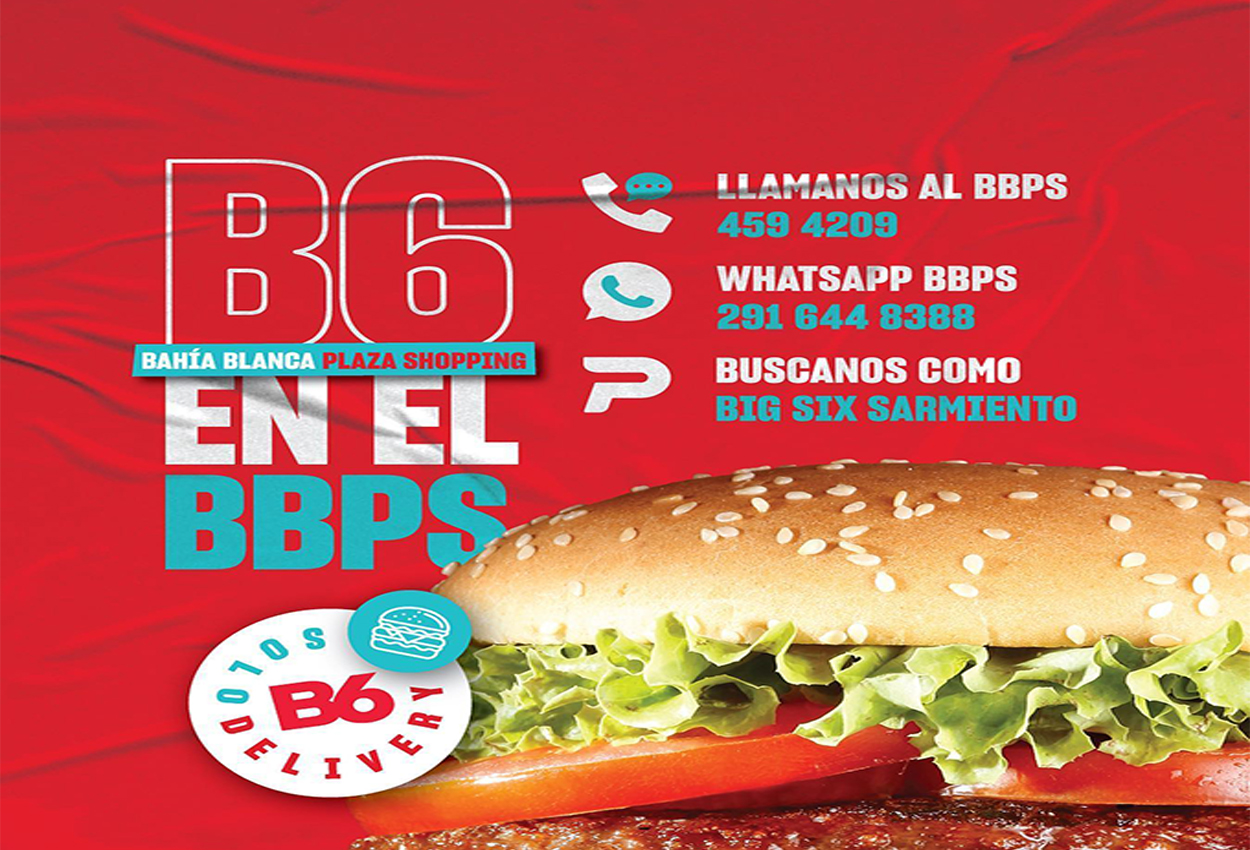 B6
BAHÍA BLANCA PLAZA SHOPPING
EN EL
BBPS
LLAMANOS AL BBPS
459 4209
WHATSAPP BBPS
291 644 8388
BUSCANOS COMO
BIG SIX SARMIENTO
SOLO
B6
DELIVERY